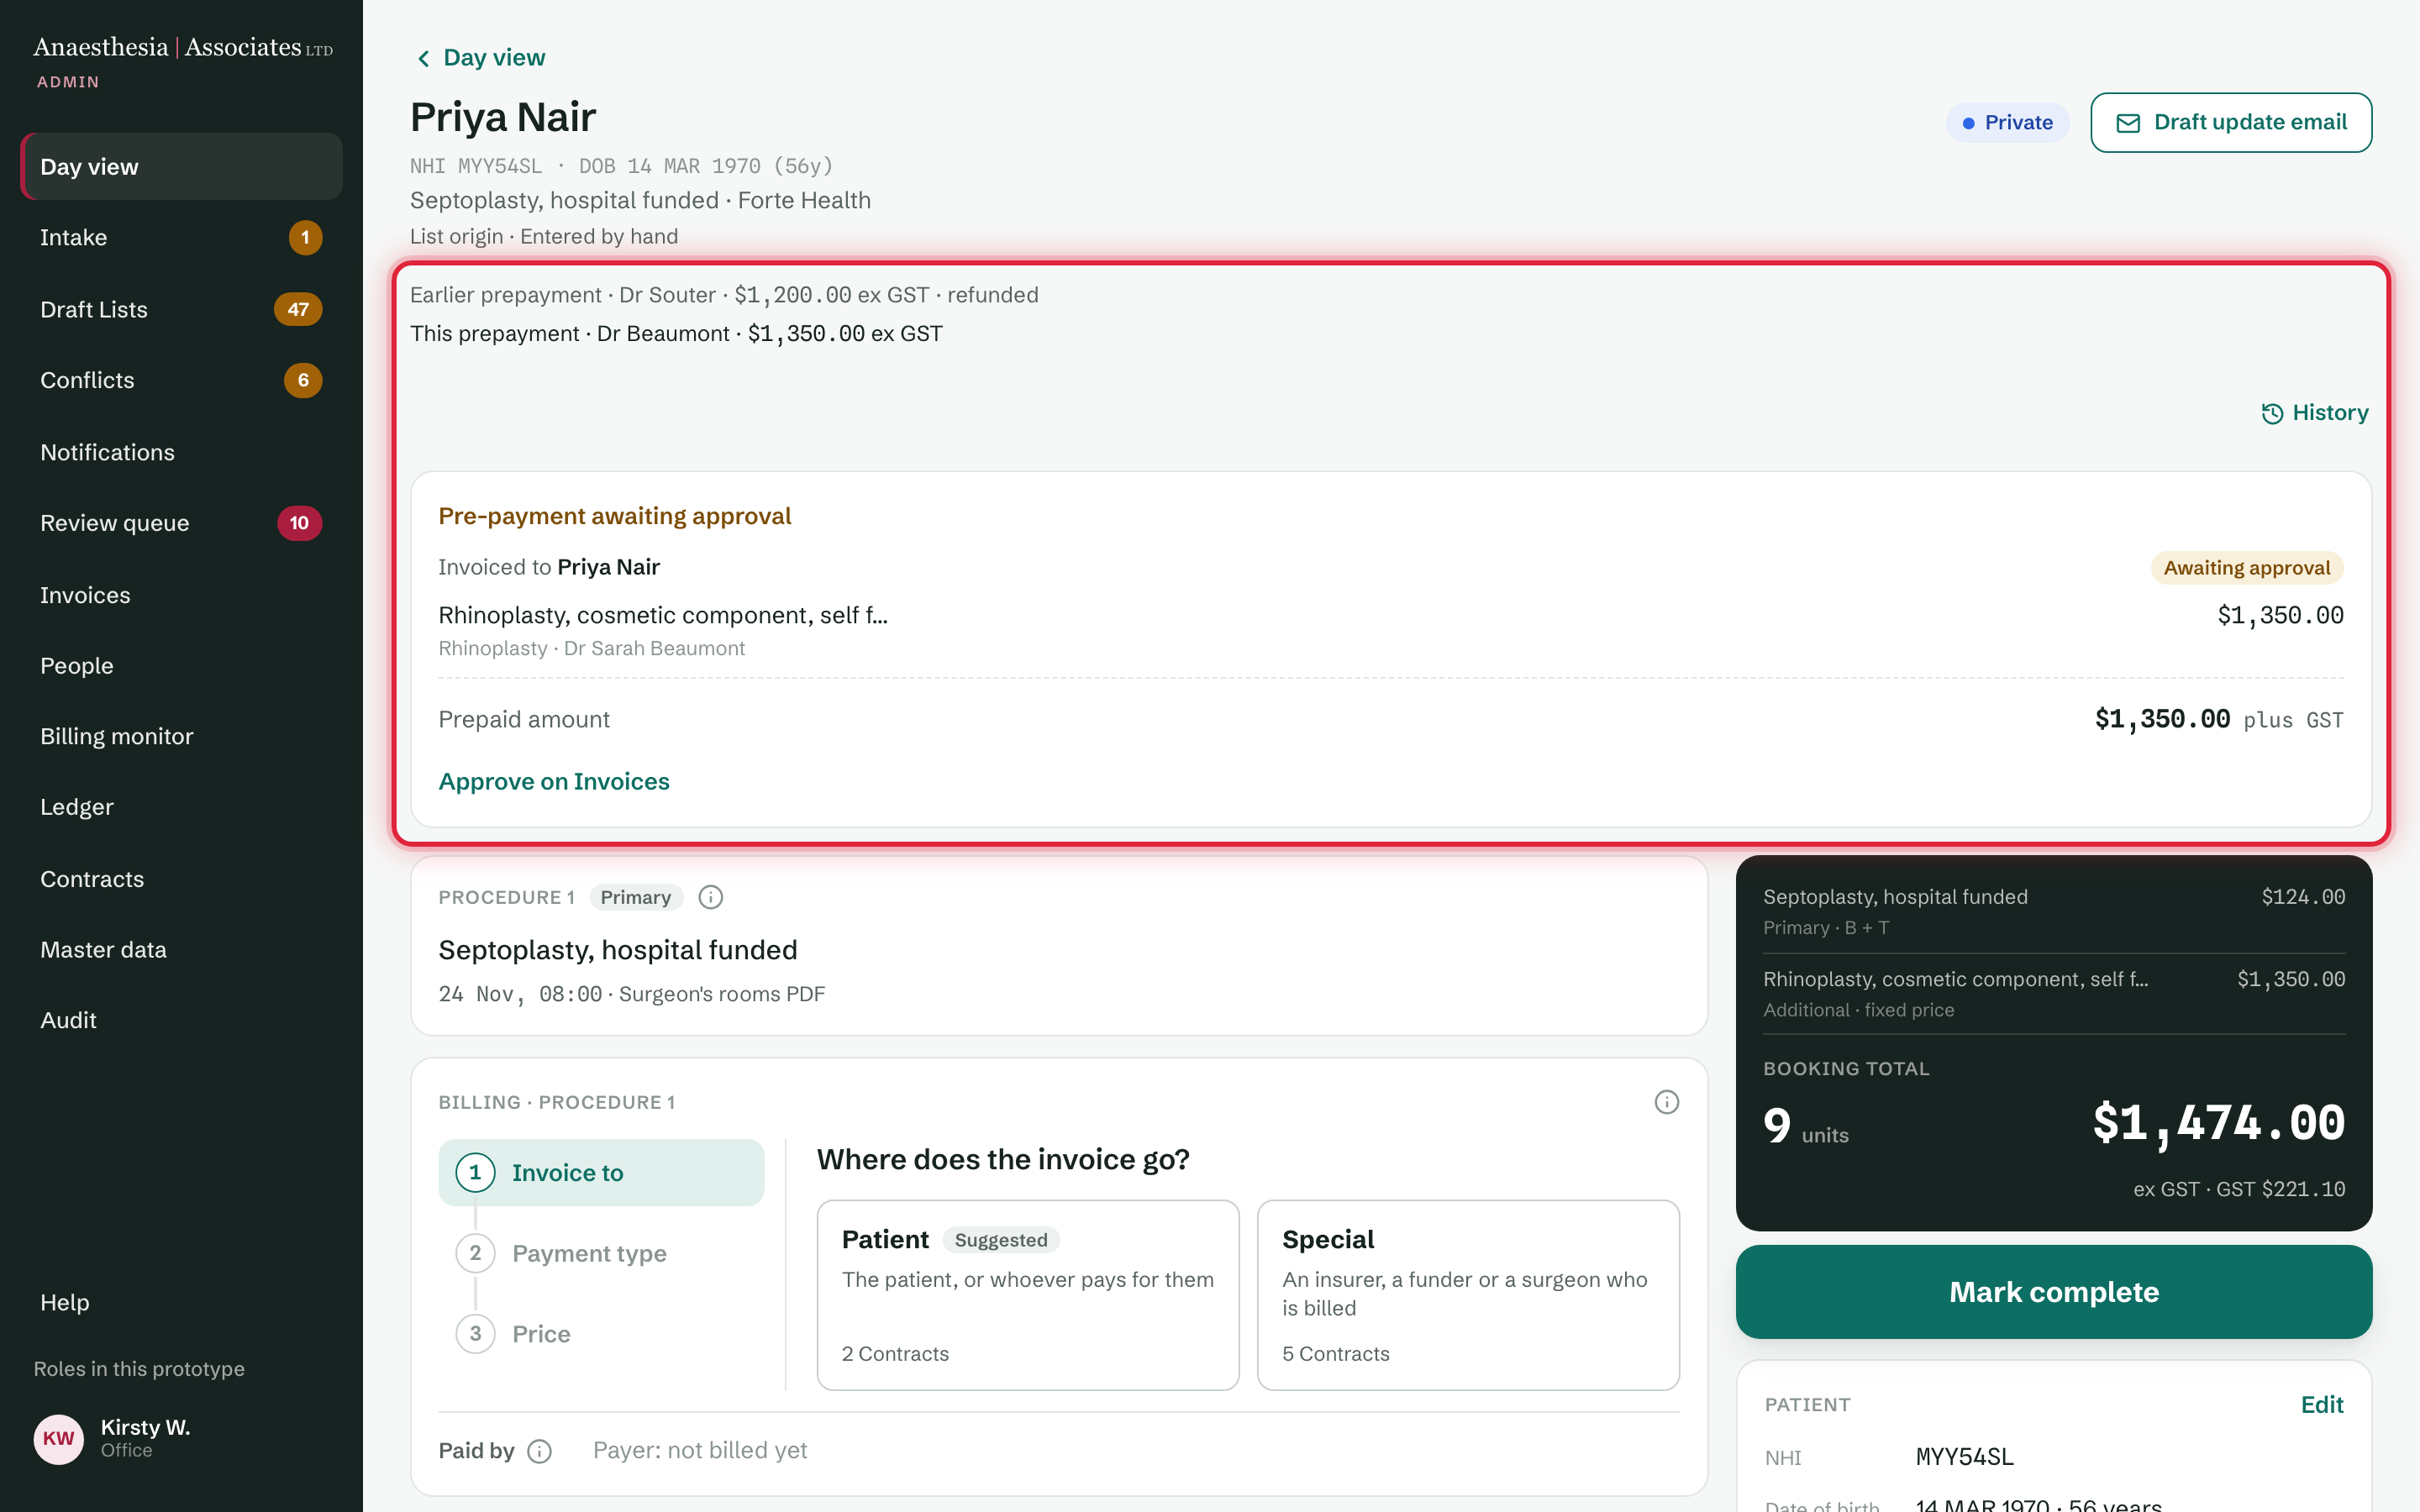 Anaesthesia | Associates LTD
ADMIN
Day view
Intake 1
Draft Lists 47
Conflicts 6
Notifications
Review queue 10
Invoices
People
Billing monitor
Ledger
Contracts
Master data
Audit
Help
Roles in this prototype
KW Kirsty W.
Office
Day view
Priya Nair
Private
Draft update email
NHI MYY54SL · DOB 14 MAR 1970 (56y)
Septoplasty, hospital funded · Forte Health
List origin · Entered by hand
Earlier prepayment · Dr Souter · $1,200.00 ex GST · refunded
This prepayment · Dr Beaumont · $1,350.00 ex GST
History
Pre-payment awaiting approval
Invoiced to Priya Nair
Awaiting approval
Rhinoplasty, cosmetic component, self f... $1,350.00
Rhinoplasty · Dr Sarah Beaumont
Prepaid amount $1,350.00 plus GST
Approve on Invoices
PROCEDURE 1 Primary
Septoplasty, hospital funded
24 Nov, 08:00 · Surgeon's rooms PDF
BILLING · PROCEDURE 1
1 Invoice to
2 Payment type
3 Price
Where does the invoice go?
Patient Suggested
The patient, or whoever pays for them
2 Contracts
Special
An insurer, a funder or a surgeon who
is billed
5 Contracts
Paid by Payer: not billed yet
Septoplasty, hospital funded $124.00
Primary · B + T
Rhinoplasty, cosmetic component, self f... $1,350.00
Additional · fixed price
BOOKING TOTAL
9 units $1,474.00
ex GST · GST $221.10
Mark complete
PATIENT Edit
NHI MYY54SL
Date of birth 14 MAR 1970 · 56 years